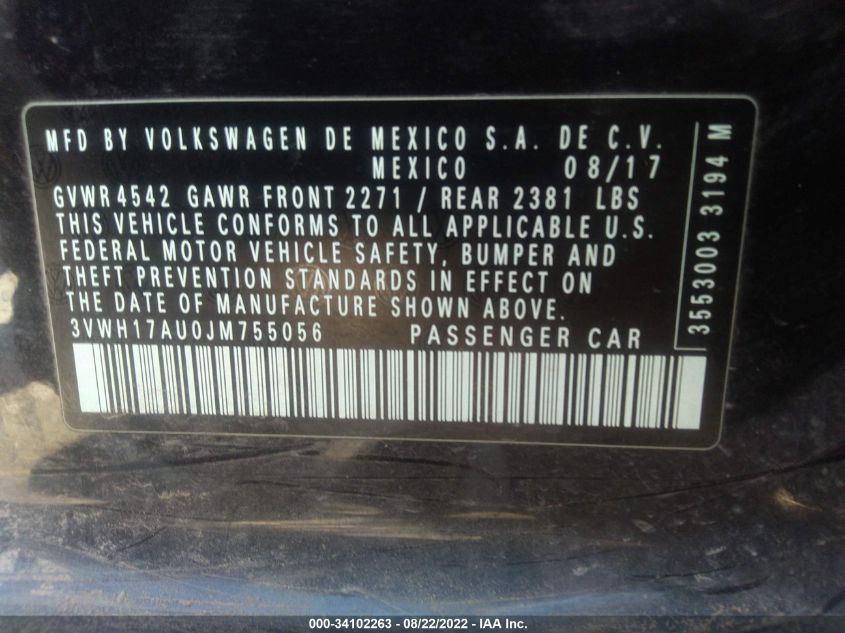 MFD BY VOLKSWAGEN DE MEXICO S.A. DE C.V.
MEXICO 08/17
GVWR 4542 GAWR FRONT 2271 / REAR 2381 LBS
THIS VEHICLE CONFORMS TO ALL APPLICABLE U.S.
FEDERAL MOTOR VEHICLE SAFETY, BUMPER AND
THEFT PREVENTION STANDARDS IN EFFECT ON
THE DATE OF MANUFACTURE SHOWN ABOVE.
3VWH17AU0JM755056 PASSENGER CAR
3553003 3194 M
000-34102263 - 08/22/2022 - IAA Inc.